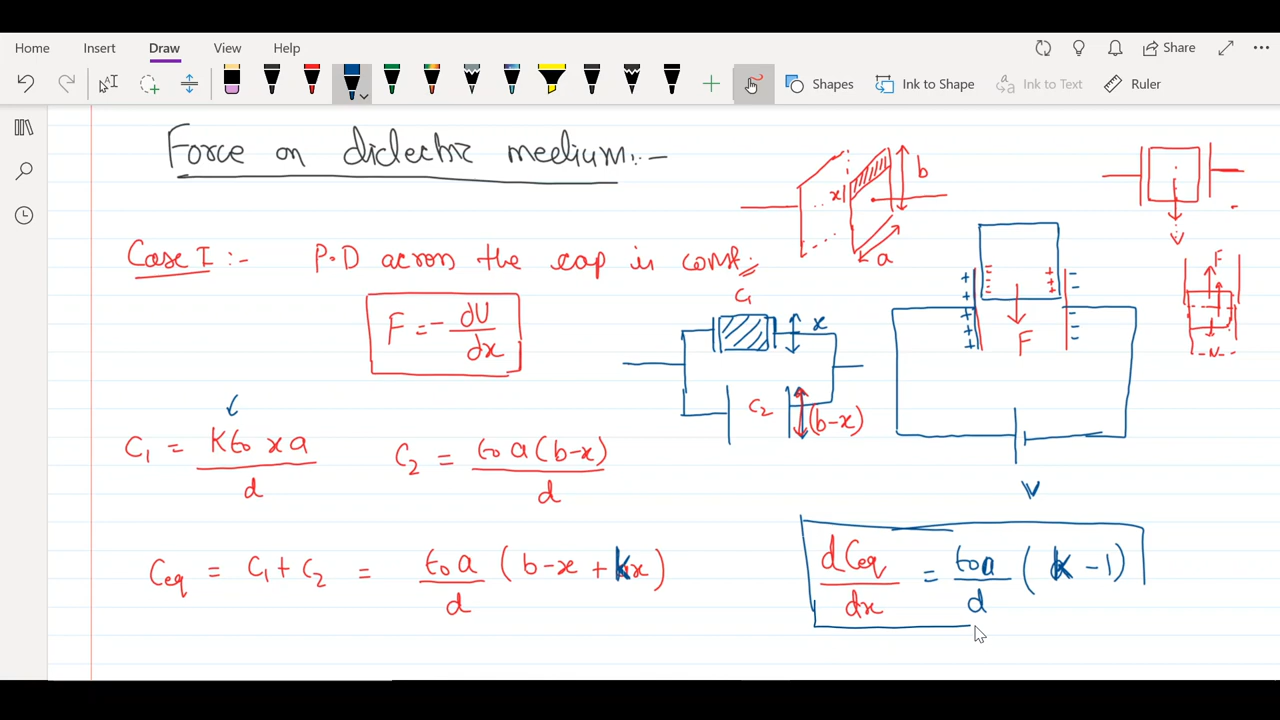 Home Insert Draw View Help Share
Shapes Ink to Shape Ink to Text Ruler
Force on dielectric medium:-
Case I :- P.D across the cap is const.
F = - dU/dx
C₁ = Kε₀ x a / d
C₂ = ε₀ a (b-x) / d
Ceq = C₁ + C₂ = ε₀ a / d ( b-x + Kx )
x b
a
C₁ x
C₂ (b-x)
+ - + -
F
V
F
dCeq/dx = ε₀a/d ( K - 1 )